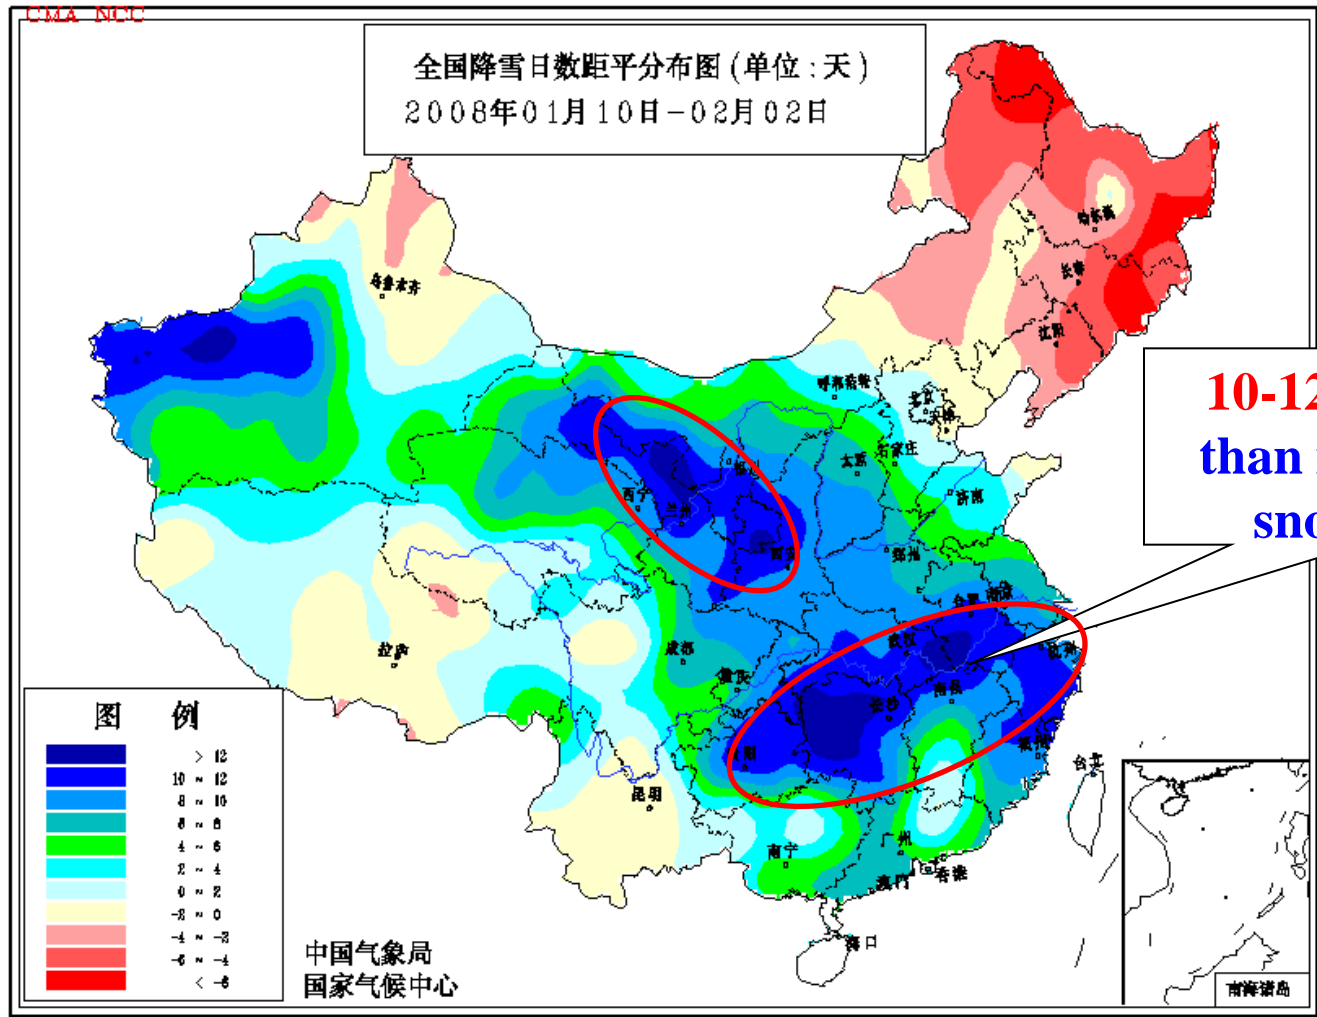 CMA NCC
全国降雪日数距平分布图(单位:天)
2008年01月10日-02月02日
哈尔滨
乌鲁木齐
长春
沈阳
呼和浩特
北京
天津
石家庄
太原
银川
济南
西宁
兰州
西安
郑州
合肥 南京
成都
武汉
杭州
拉萨
重庆
南昌
长沙
贵阳
福州
台北
昆明
广州
南宁
香港
澳门
海口
10-12
than
sno
图 例
> 12
10 ~ 12
8 ~ 10
6 ~ 8
4 ~ 6
2 ~ 4
0 ~ 2
-2 ~ 0
-4 ~ -2
-6 ~ -4
< -6
中国气象局
国家气候中心
南海诸岛